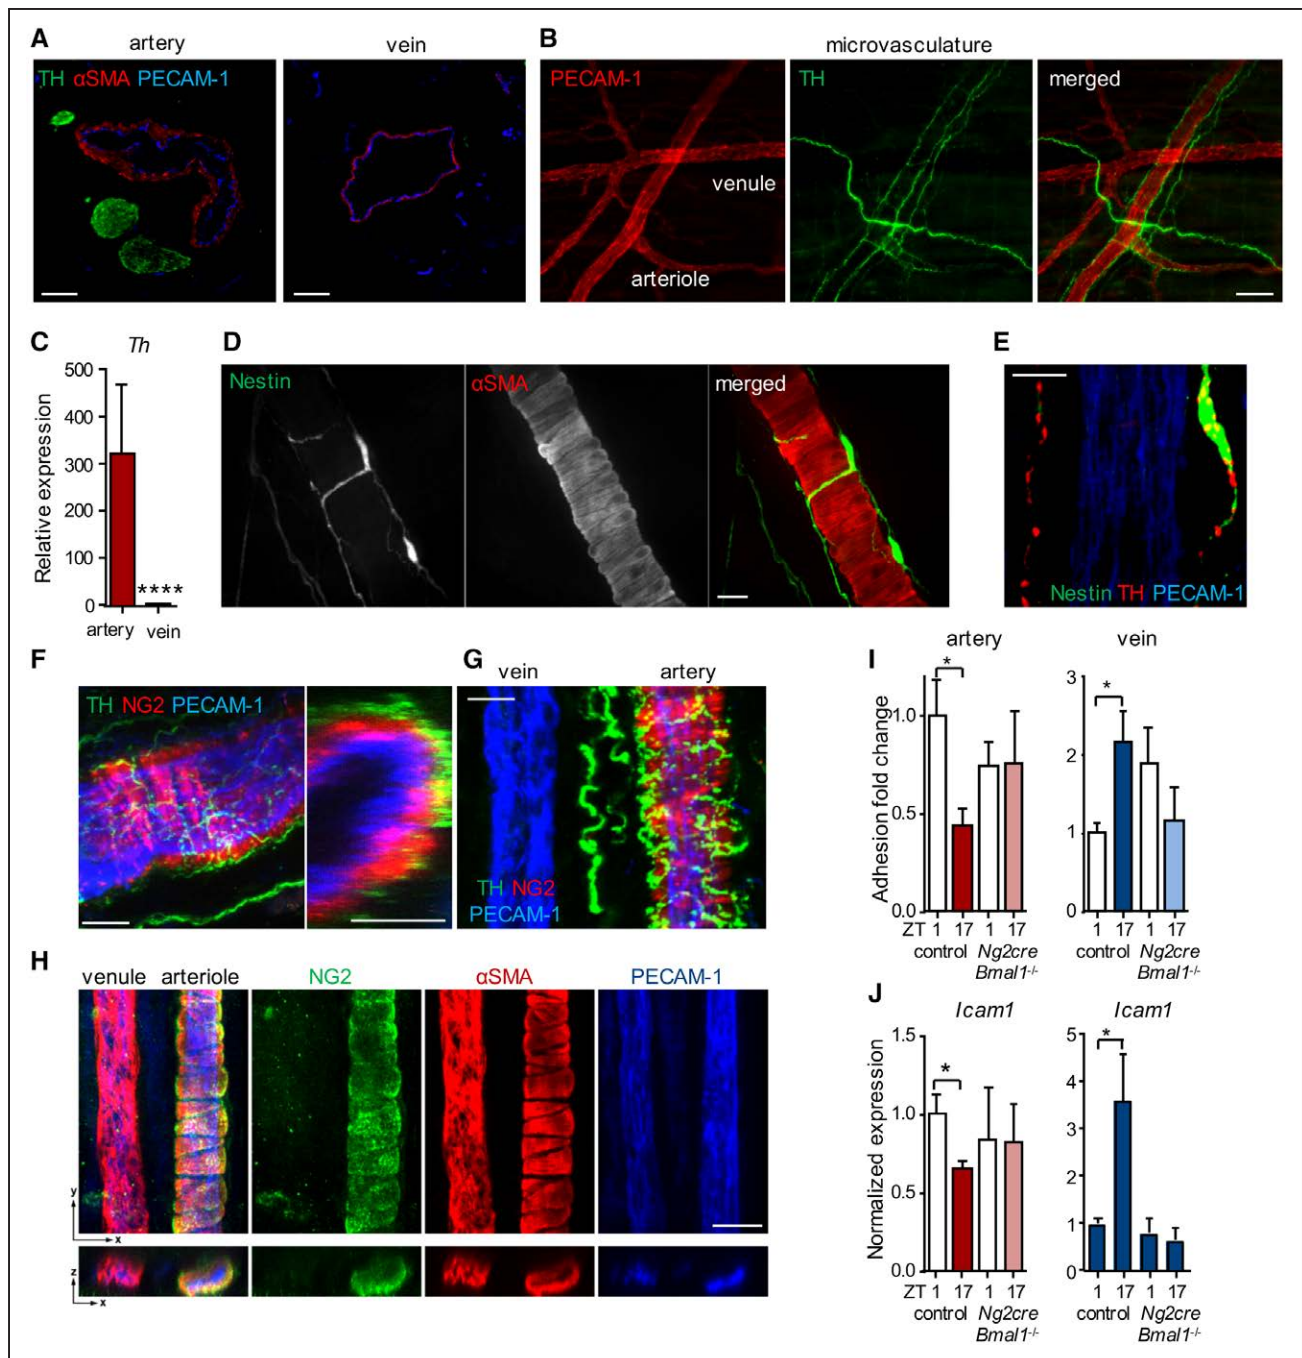 A
artery
vein
TH αSMA PECAM-1
B
microvasculature
PECAM-1
venule
arteriole
TH
merged
C
Th
Relative expression
500
400
300
200
100
0
****
artery
vein
D
Nestin
αSMA
merged
E
Nestin TH PECAM-1
F
TH NG2 PECAM-1
G
vein
artery
TH NG2
PECAM-1
H
venule
arteriole
NG2
αSMA
PECAM-1
y
x
z
x
I
artery
Adhesion fold change
1.0
0.5
0.0
*
ZT 1 17 1 17
control
Ng2cre
Bmal1-/-
vein
3
2
1
0
*
1 17 1 17
control
Ng2cre
Bmal1-/-
J
Icam1
Normalized expression
1.5
1.0
0.5
0.0
*
ZT 1 17 1 17
control
Ng2cre
Bmal1-/-
Icam1
5
4
3
2
1
0
*
1 17 1 17
control
Ng2cre
Bmal1-/-